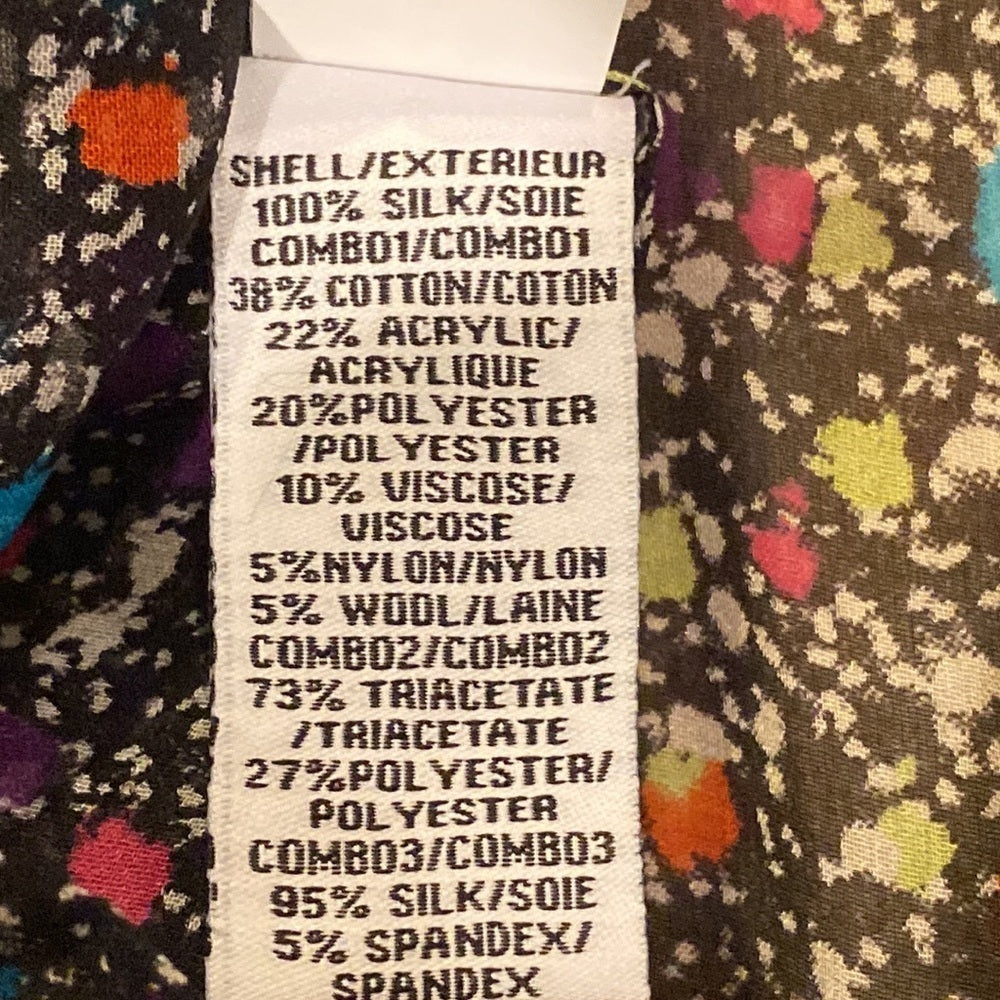 SHELL/EXTERIEUR
100% SILK/SOIE
COMBO1/COMBO1
38% COTTON/COTON
22% ACRYLIC/
ACRYLIQUE
20%POLYESTER
/POLYESTER
10% VISCOSE/
VISCOSE
5%NYLON/NYLON
5% WOOL/LAINE
COMBO2/COMBO2
73% TRIACETATE
/TRIACETATE
27%POLYESTER/
POLYESTER
COMBO3/COMBO3
95% SILK/SOIE
5% SPANDEX/
SPANDEX